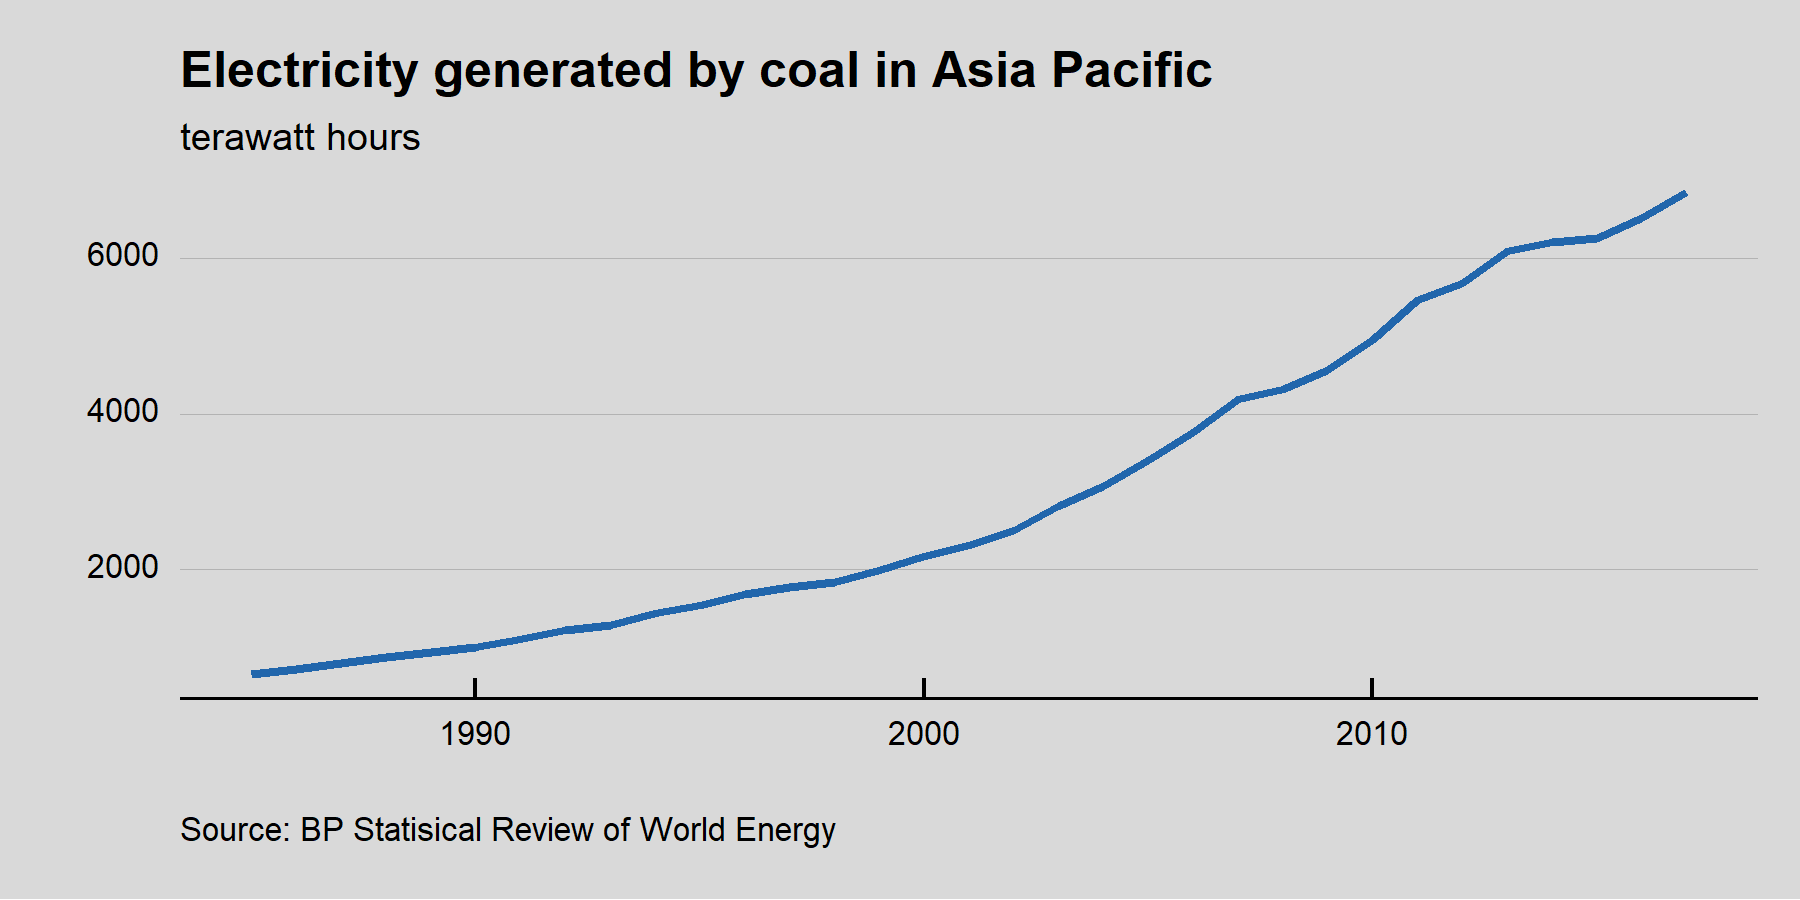 Electricity generated by coal in Asia Pacific
terawatt hours
6000
4000
2000
1990 2000 2010
Source: BP Statisical Review of World Energy